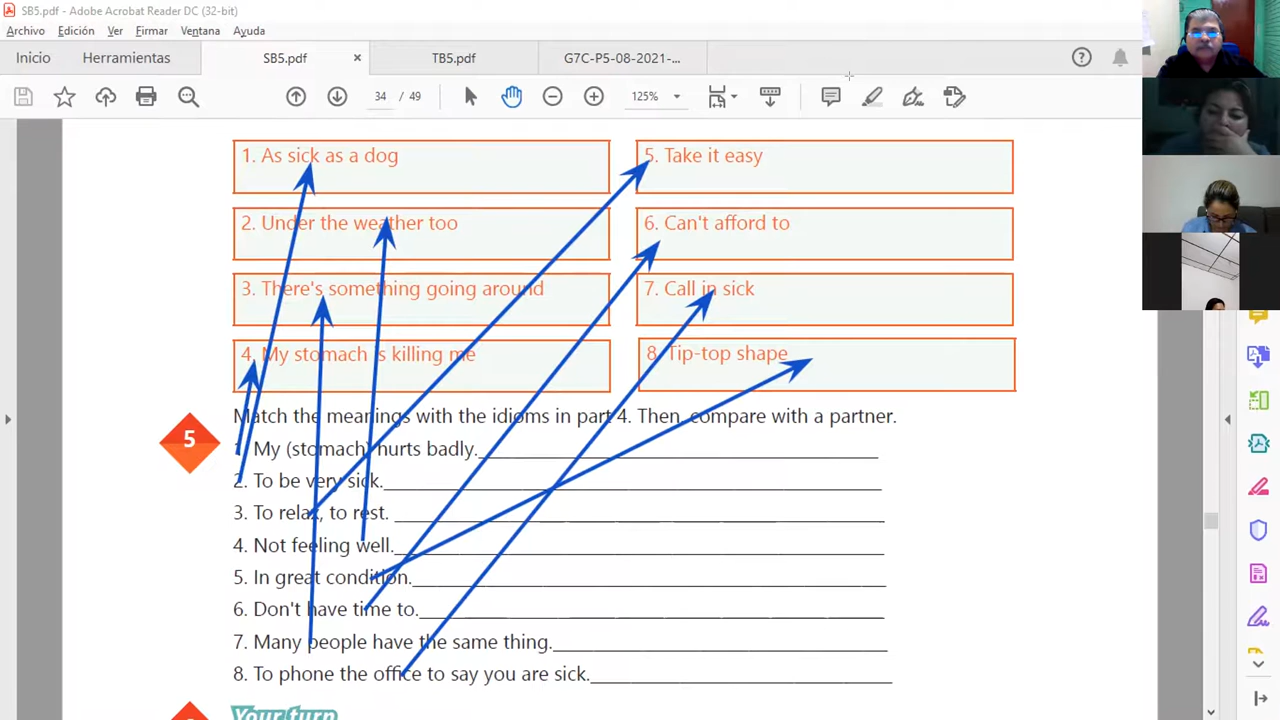 SB5.pdf - Adobe Acrobat Reader DC (32-bit)
Archivo Edición Ver Firmar Ventana Ayuda
Inicio Herramientas SB5.pdf × TB5.pdf G7C-P5-08-2021-...
34 / 49 125%
1. As sick as a dog
5. Take it easy
2. Under the weather too
6. Can't afford to
3. There's something going around
7. Call in sick
4. My stomach is killing me
8. Tip-top shape
5
Match the meanings with the idioms in part 4. Then, compare with a partner.
1. My (stomach) hurts badly.
2. To be very sick.
3. To relax, to rest.
4. Not feeling well.
5. In great condition.
6. Don't have time to.
7. Many people have the same thing.
8. To phone the office to say you are sick.
Your turn